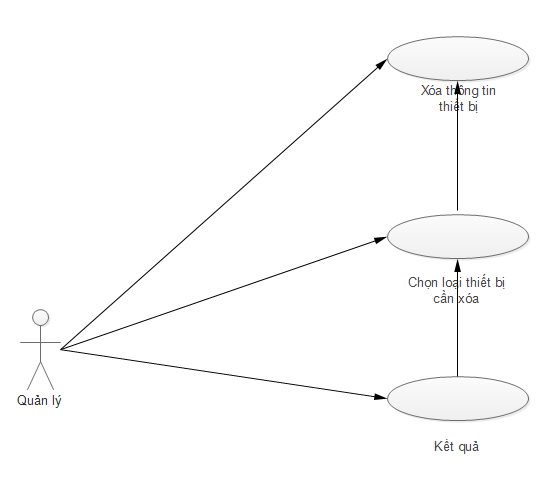 Xóa thông tin
thiết bị
Chọn loại thiết bị
cần xóa
Quản lý
Kết quả